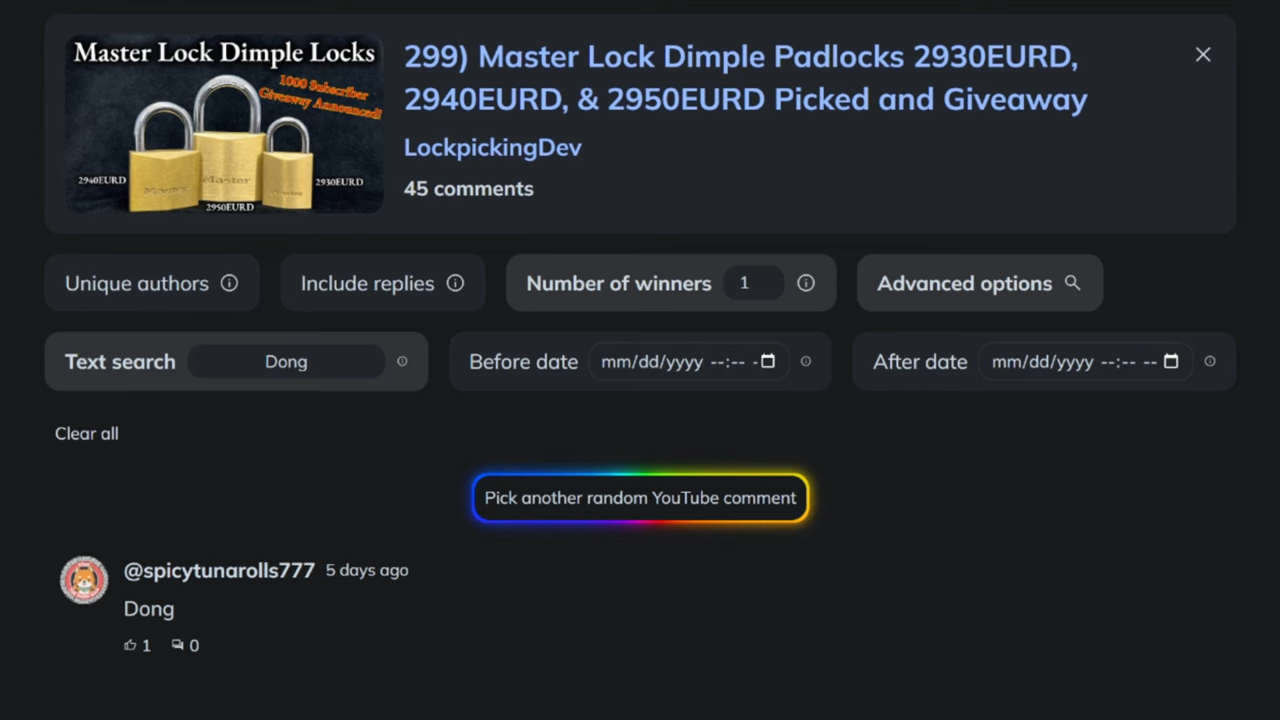 Master Lock Dimple Locks
1000 Subscriber
Giveaway Announced!
2940EURD
2930EURD
2950EURD
Master
Master
Master
299) Master Lock Dimple Padlocks 2930EURD,
2940EURD, & 2950EURD Picked and Giveaway
LockpickingDev
45 comments
Unique authors
Include replies
Number of winners 1
Advanced options
Text search Dong
Before date mm/dd/yyyy --:-- -
After date mm/dd/yyyy --:-- --
Clear all
Pick another random YouTube comment
@spicytunarolls777 5 days ago
Dong
1 0